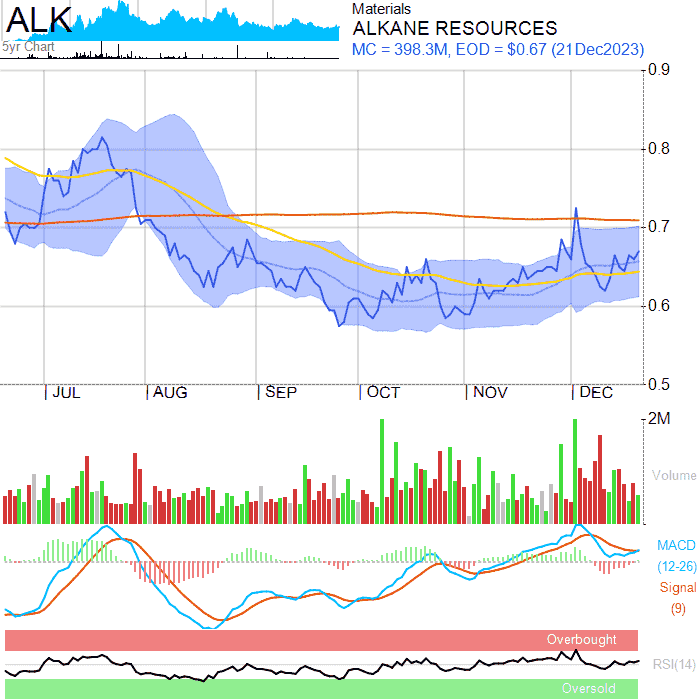 ALK
5yr Chart
Materials
ALKANE RESOURCES
MC = 398.3M, EOD = $0.67 (21Dec2023)
0.9
0.8
0.7
0.6
0.5
JUL AUG SEP OCT NOV DEC
2M
Volume
MACD
(12-26)
Signal
(9)
Overbought
RSI(14)
Oversold